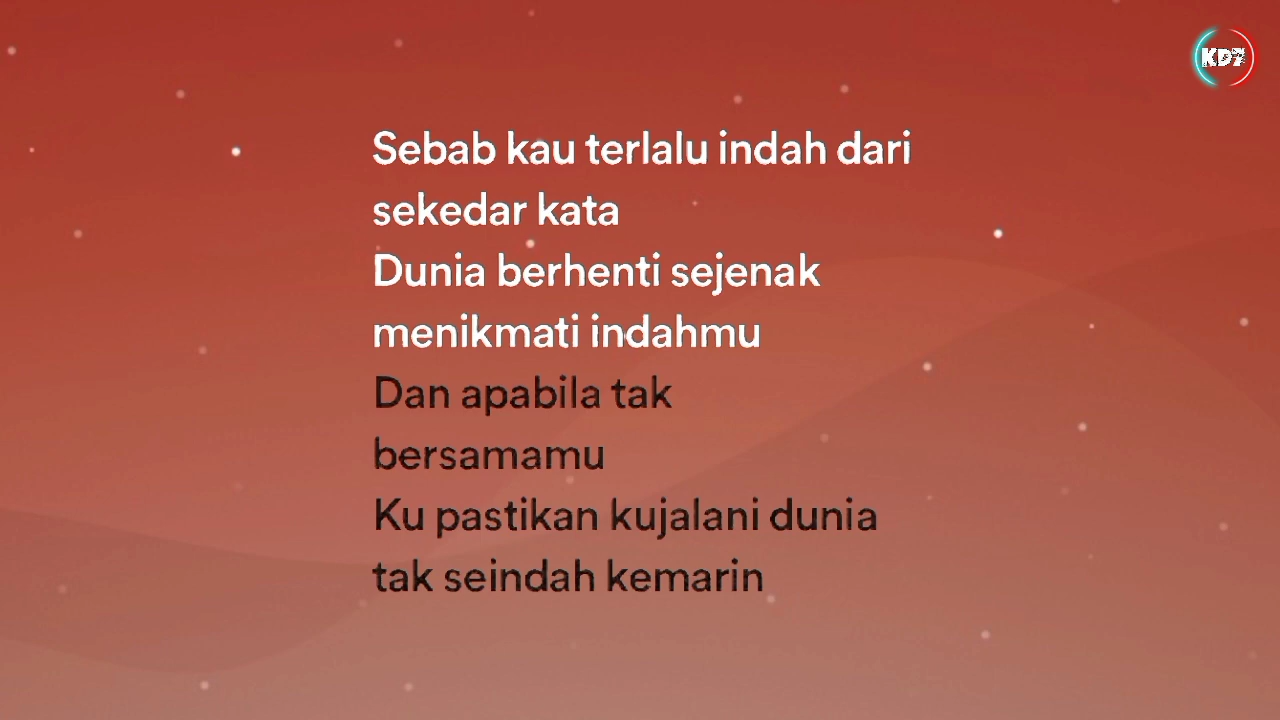 KD7
Sebab kau terlalu indah dari
sekedar kata
Dunia berhenti sejenak
menikmati indahmu
Dan apabila tak
bersamamu
Ku pastikan kujalani dunia
tak seindah kemarin